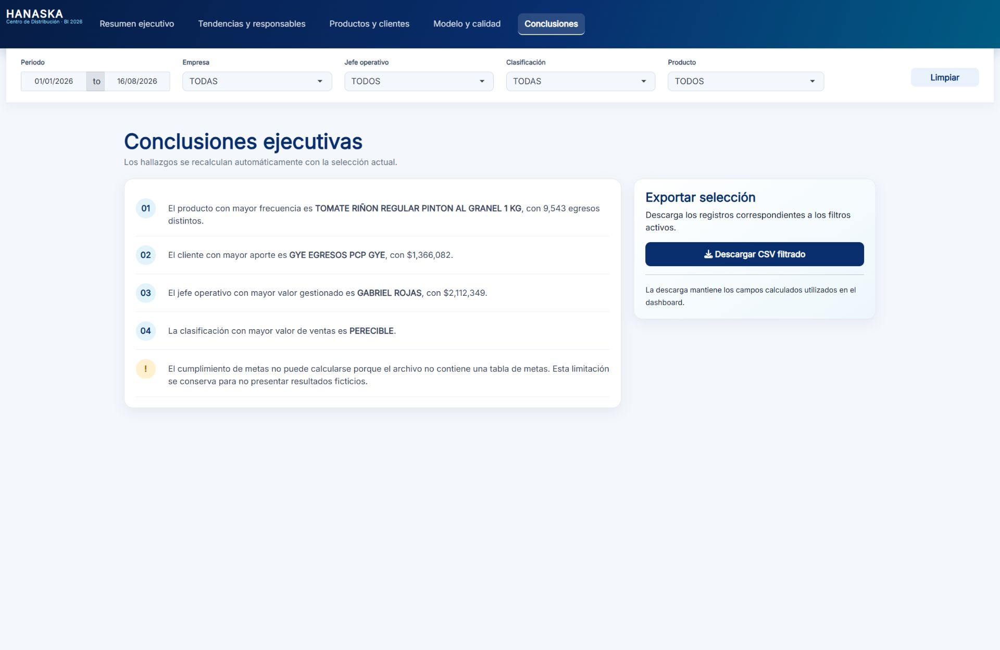 HANASKA
Centro de Distribución · BI 2026
Resumen ejecutivo
Tendencias y responsables
Productos y clientes
Modelo y calidad
Conclusiones
Periodo
01/01/2026 to 16/08/2026
Empresa
TODAS
Jefe operativo
TODOS
Clasificación
TODAS
Producto
TODOS
Limpiar
Conclusiones ejecutivas
Los hallazgos se recalculan automáticamente con la selección actual.
01
El producto con mayor frecuencia es TOMATE RIÑON REGULAR PINTON AL GRANEL 1 KG, con 9,543 egresos
distintos.
02
El cliente con mayor aporte es GYE EGRESOS PCP GYE, con $1,366,082.
03
El jefe operativo con mayor valor gestionado es GABRIEL ROJAS, con $2,112,349.
04
La clasificación con mayor valor de ventas es PERECIBLE.
!
El cumplimiento de metas no puede calcularse porque el archivo no contiene una tabla de metas. Esta limitación
se conserva para no presentar resultados ficticios.
Exportar selección
Descarga los registros correspondientes a los filtros
activos.
Descargar CSV filtrado
La descarga mantiene los campos calculados utilizados en el
dashboard.